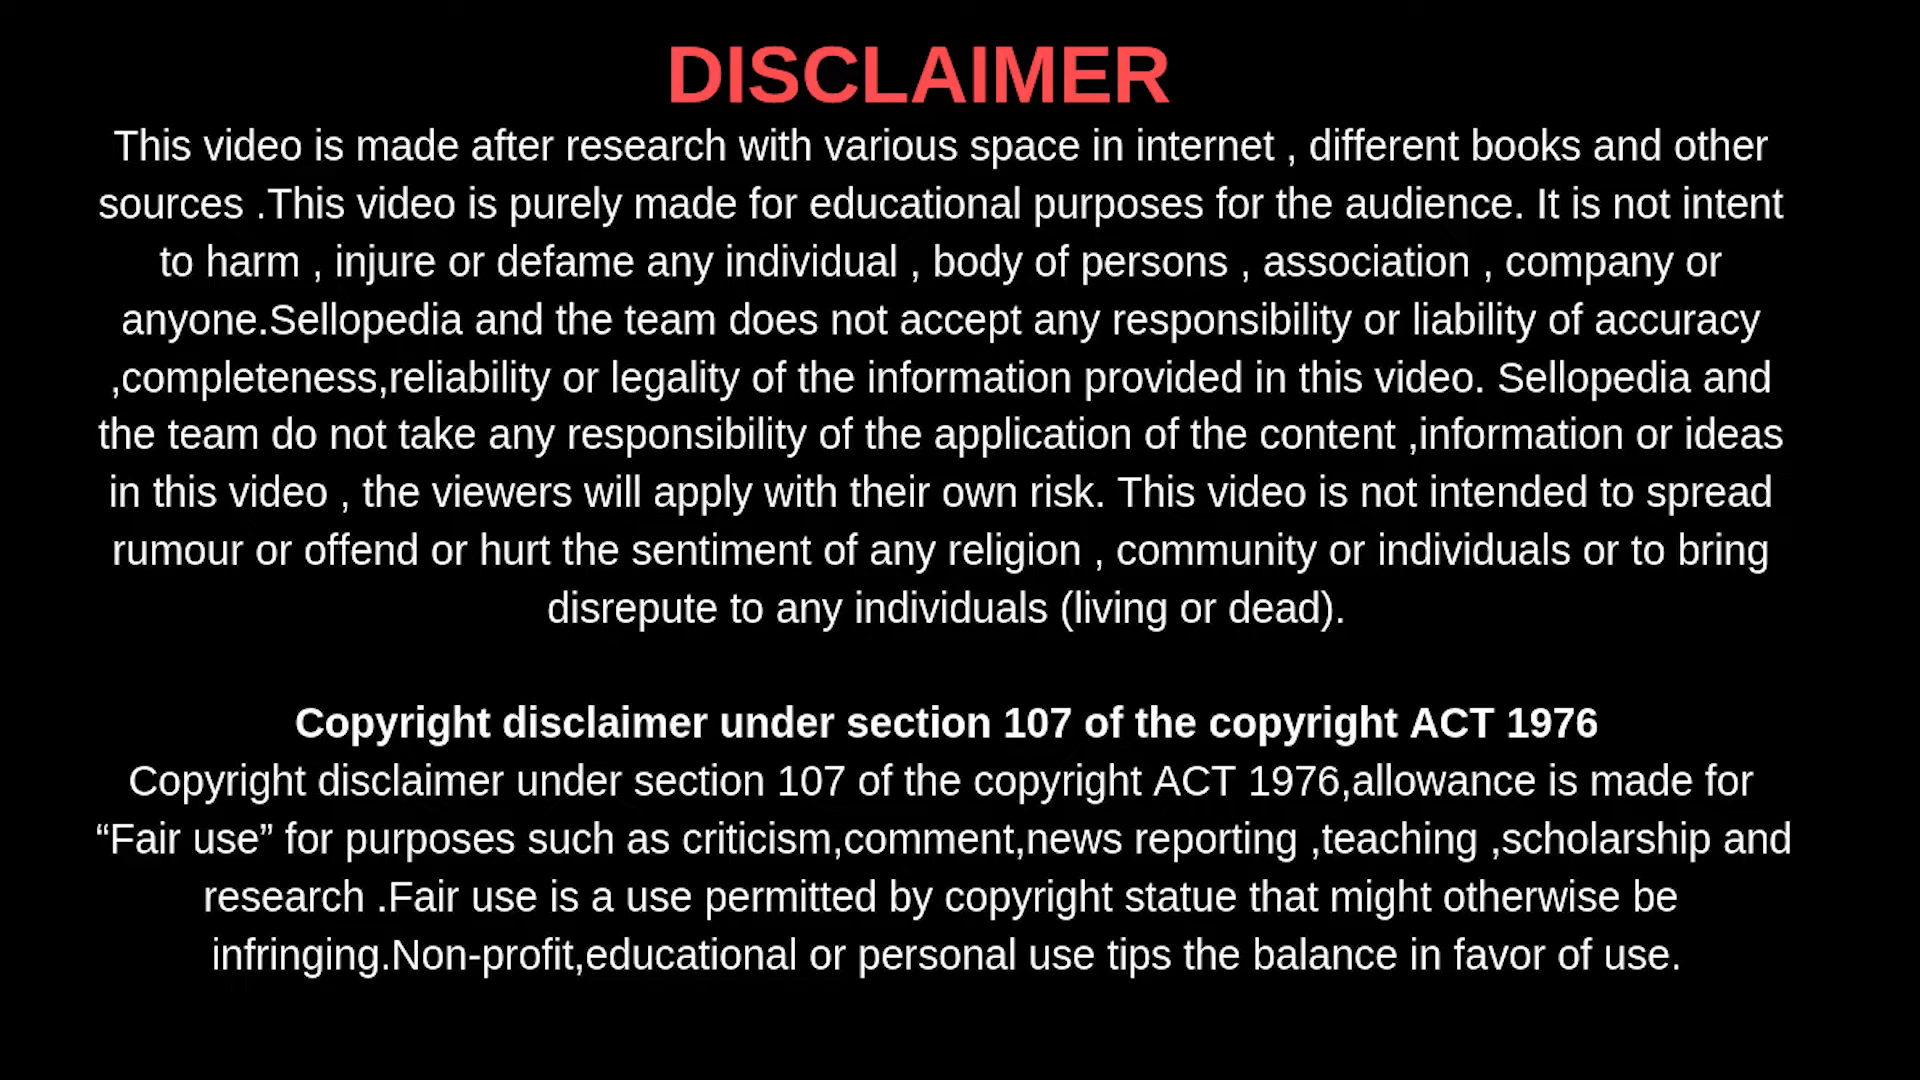 DISCLAIMER
This video is made after research with various space in internet , different books and other
sources .This video is purely made for educational purposes for the audience. It is not intent
to harm , injure or defame any individual , body of persons , association , company or
anyone.Sellopedia and the team does not accept any responsibility or liability of accuracy
,completeness,reliability or legality of the information provided in this video. Sellopedia and
the team do not take any responsibility of the application of the content ,information or ideas
in this video , the viewers will apply with their own risk. This video is not intended to spread
rumour or offend or hurt the sentiment of any religion , community or individuals or to bring
disrepute to any individuals (living or dead).
Copyright disclaimer under section 107 of the copyright ACT 1976
Copyright disclaimer under section 107 of the copyright ACT 1976,allowance is made for
“Fair use” for purposes such as criticism,comment,news reporting ,teaching ,scholarship and
research .Fair use is a use permitted by copyright statue that might otherwise be
infringing.Non-profit,educational or personal use tips the balance in favor of use.